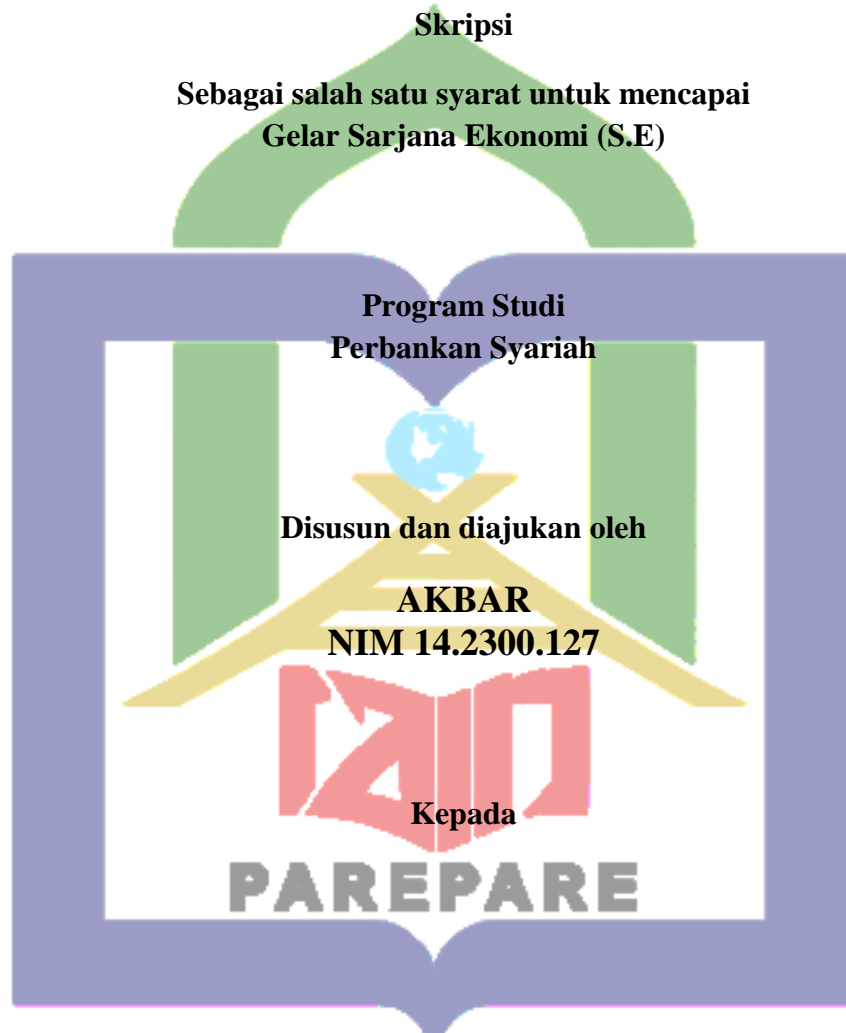 Skripsi
Sebagai salah satu syarat untuk mencapai
Gelar Sarjana Ekonomi (S.E)
Program Studi
Perbankan Syariah
Disusun dan diajukan oleh
AKBAR
NIM 14.2300.127
iain
Kepada
PAREPARE